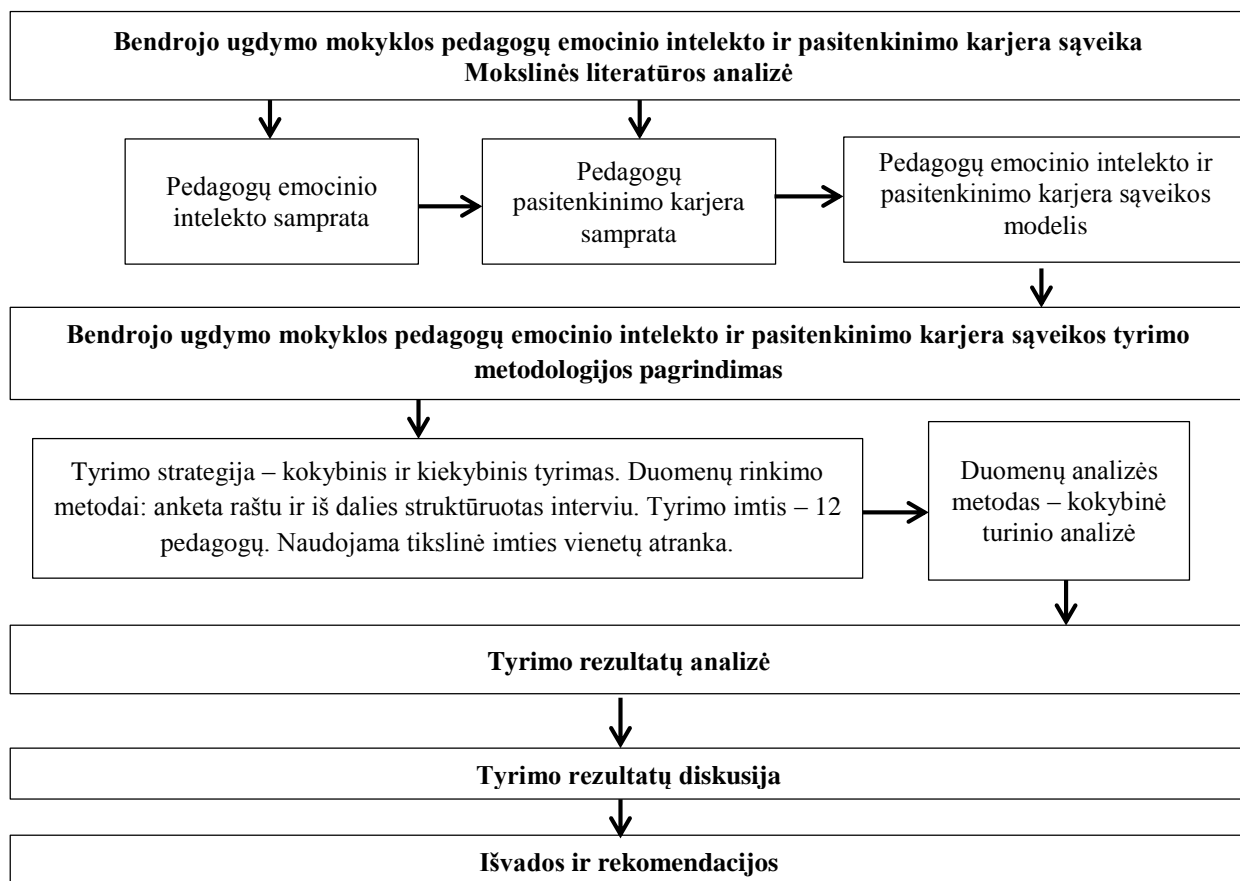 Bendrojo ugdymo mokyklos pedagogų emocinio intelekto ir pasitenkinimo karjera sąveika
Mokslinės literatūros analizė
Pedagogų emocinio
intelekto samprata
Pedagogų
pasitenkinimo karjera
samprata
Pedagogų emocinio intelekto ir
pasitenkinimo karjera sąveikos
modelis
Bendrojo ugdymo mokyklos pedagogų emocinio intelekto ir pasitenkinimo karjera sąveikos tyrimo
metodologijos pagrindimas
Tyrimo strategija – kokybinis ir kiekybinis tyrimas. Duomenų rinkimo
metodai: anketa raštu ir iš dalies struktūruotas interviu. Tyrimo imtis – 12
pedagogų. Naudojama tikslinė imties vienetų atranka.
Duomenų analizės
metodas – kokybinė
turinio analizė
Tyrimo rezultatų analizė
Tyrimo rezultatų diskusija
Išvados ir rekomendacijos